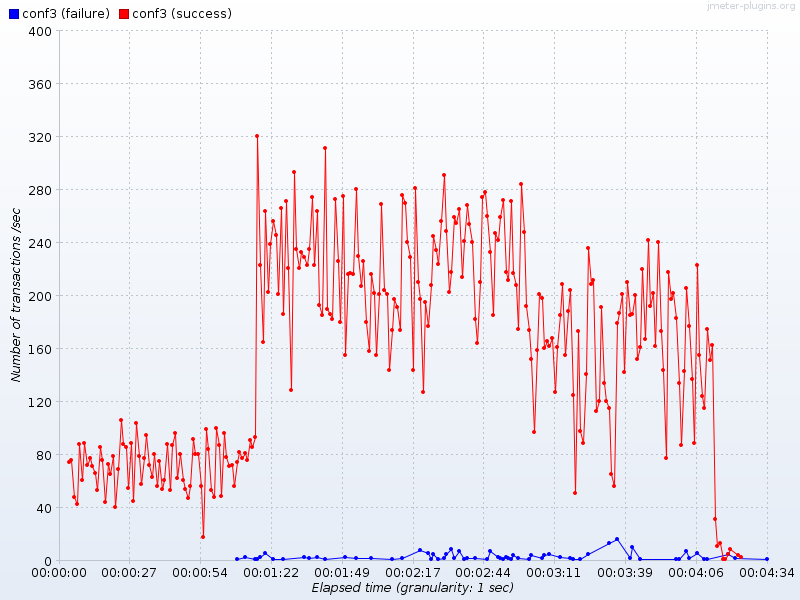 jmeter-plugins.org
conf3 (failure) conf3 (success)
400
360
320
280
240
200
160
120
80
40
0
Number of transactions /sec
00:00:00 00:00:27 00:00:54 00:01:22 00:01:49 00:02:17 00:02:44 00:03:11 00:03:39 00:04:06 00:04:34
Elapsed time (granularity: 1 sec)